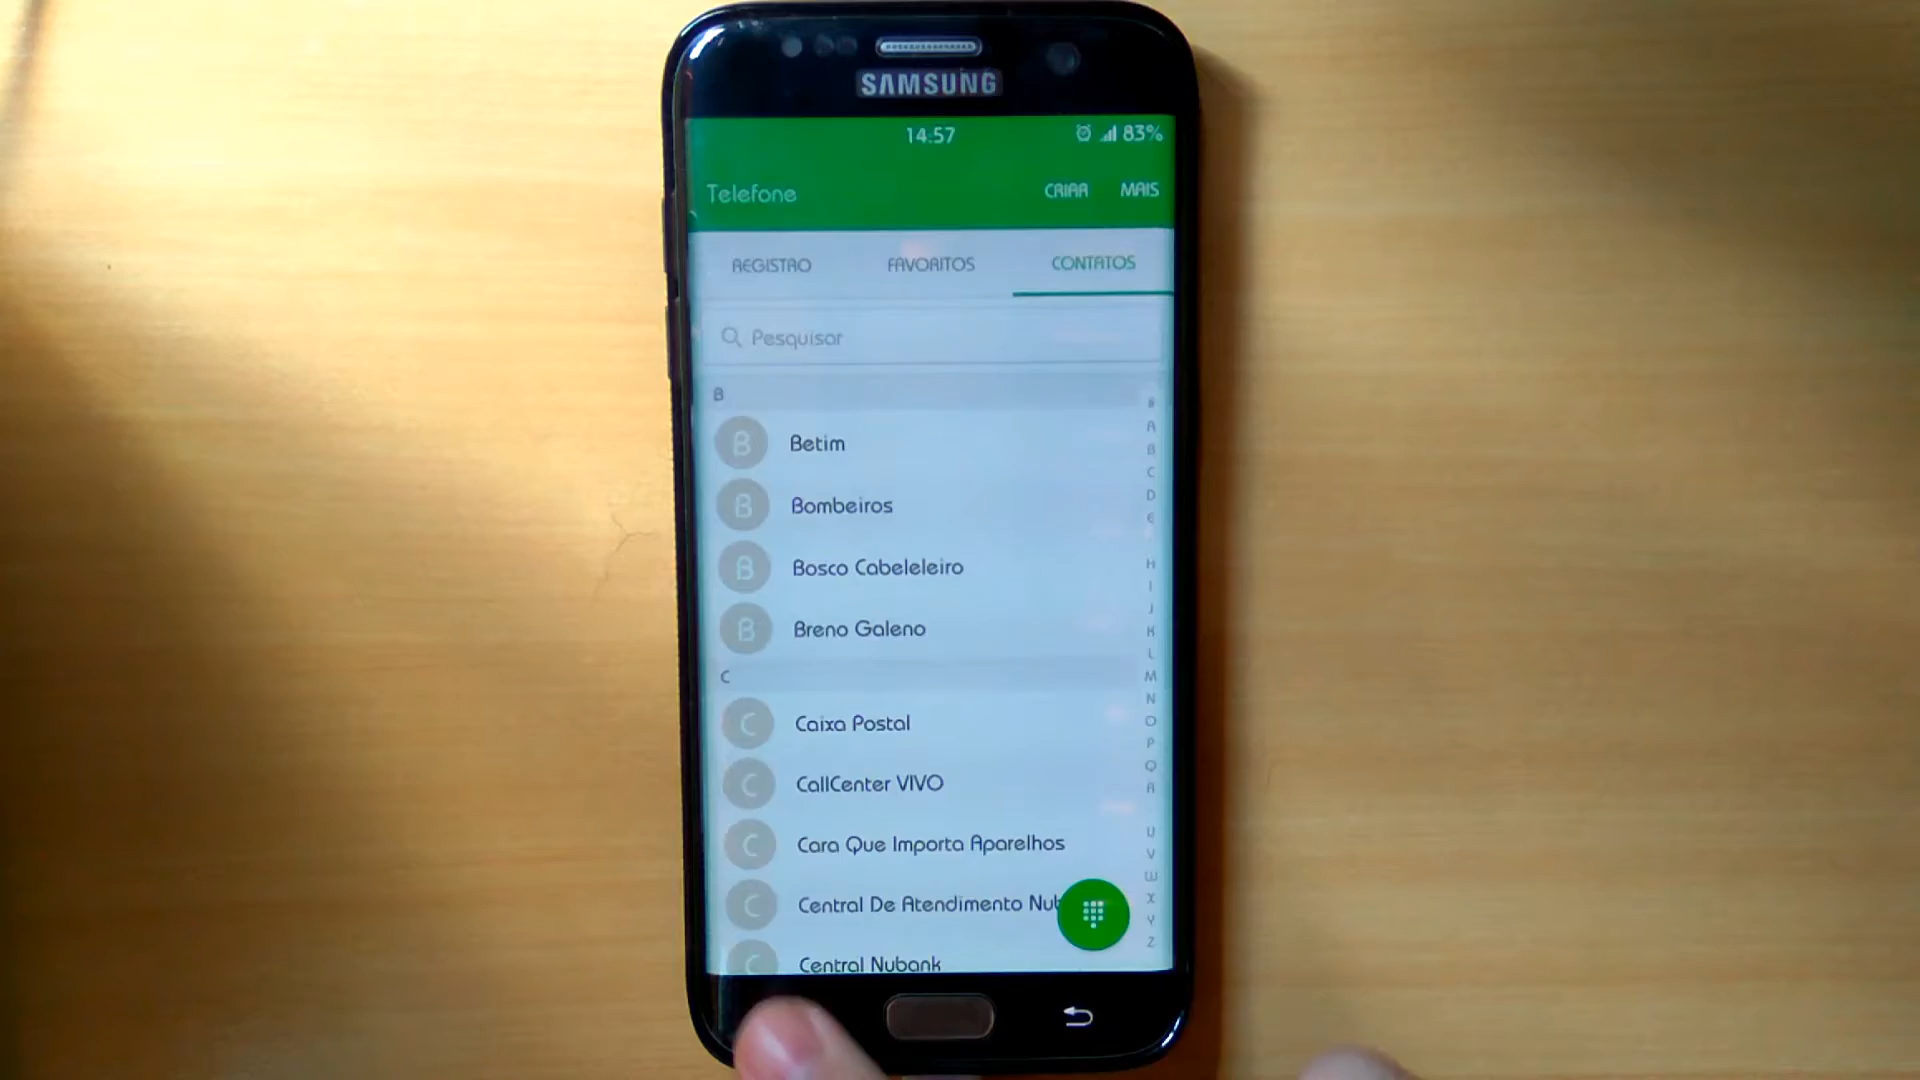 SAMSUNG
14:57
83%
Telefone
CRIAR
MAIS
REGISTRO
FAVORITOS
CONTATOS
Pesquisar
B
B Betim
B Bombeiros
B Bosco Cabeleleiro
B Breno Galeno
C
C Caixa Postal
C CallCenter VIVO
C Cara Que Importa Aparelhos
C Central De Atendimento Nub
C Central Nubank
#
A
B
C
D
E
H
I
J
K
L
M
N
O
P
Q
R
U
V
W
X
Y
Z